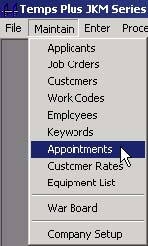 Temps Plus JKM Series
File Maintain Enter Proce
Applicants
Job Orders
Customers
Work Codes
Employees
Keywords
Appointments
Customer Rates
Equipment List
War Board
Company Setup